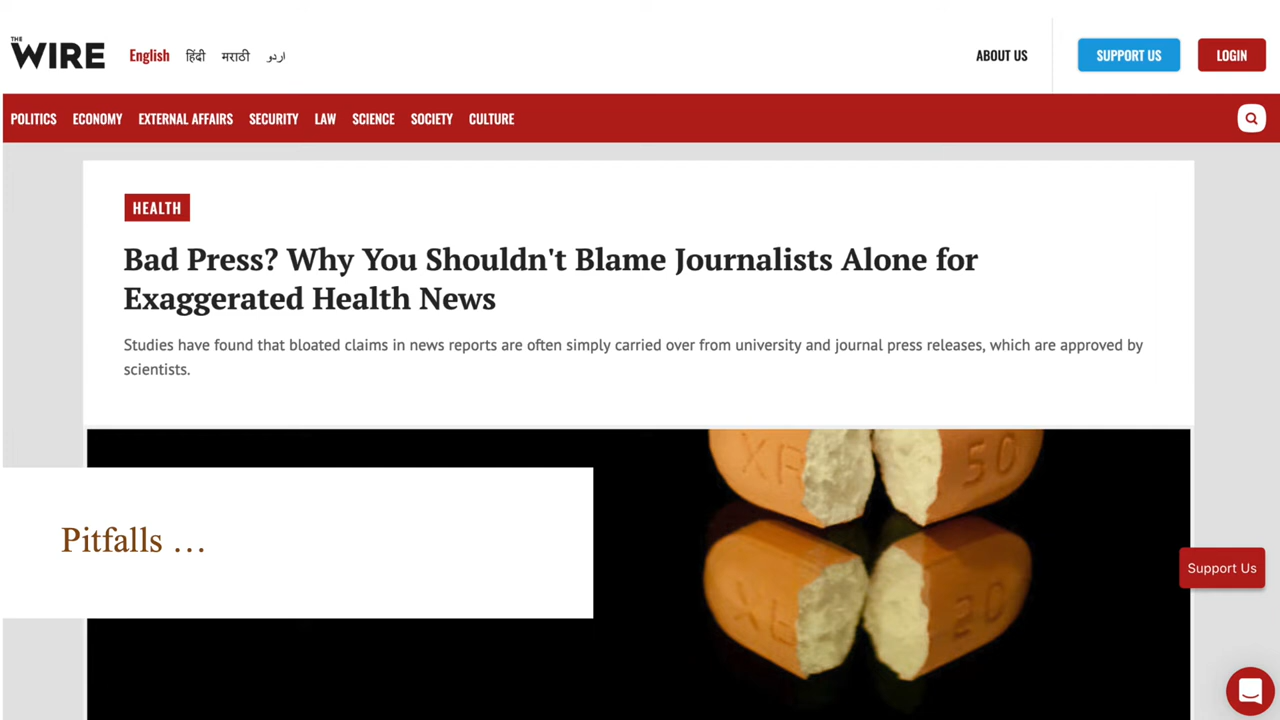 THE
WIRE
English हिंदी मराठी اردو
ABOUT US
SUPPORT US
LOGIN
POLITICS ECONOMY EXTERNAL AFFAIRS SECURITY LAW SCIENCE SOCIETY CULTURE
HEALTH
Bad Press? Why You Shouldn't Blame Journalists Alone for
Exaggerated Health News
Studies have found that bloated claims in news reports are often simply carried over from university and journal press releases, which are approved by
scientists.
50
Pitfalls …
Support Us